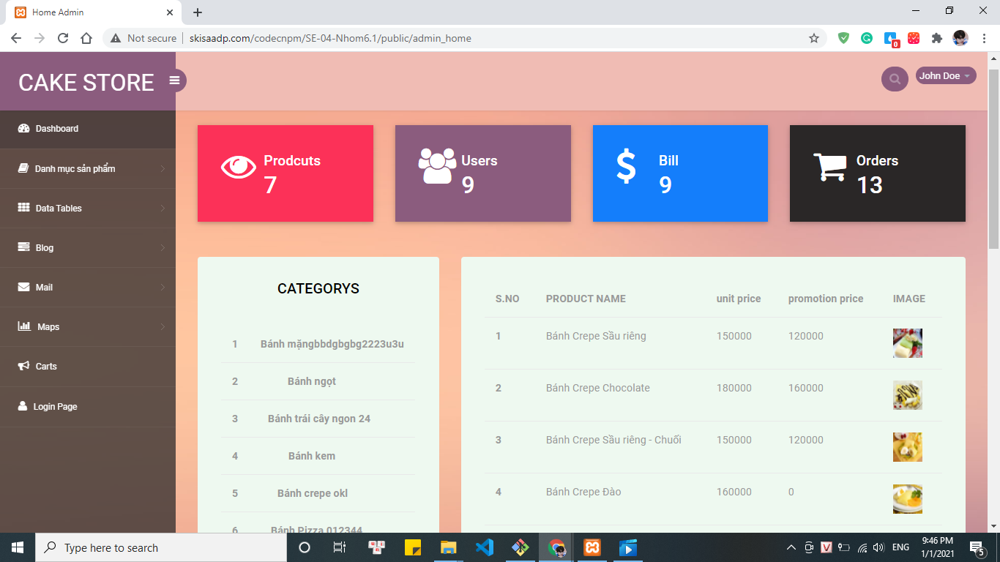 Home Admin
Not secure
skisaadp.com/codecnpm/SE-04-Nhom6.1/public/admin_home
0
CAKE STORE
John Doe
Dashboard
Danh mục sản phẩm
Data Tables
Blog
Mail
Maps
Carts
Login Page
Prodcuts
7
Users
9
Bill
9
Orders
13
CATEGORYS
1 Bánh mặngbbdgbgbg2223u3u
2 Bánh ngọt
3 Bánh trái cây ngon 24
4 Bánh kem
5 Bánh crepe okl
6 Bánh Pizza 012344
S.NO PRODUCT NAME unit price promotion price IMAGE
1 Bánh Crepe Sầu riêng 150000 120000
2 Bánh Crepe Chocolate 180000 160000
3 Bánh Crepe Sầu riêng - Chuối 150000 120000
4 Bánh Crepe Đào 160000 0
Type here to search
V
ENG
9:46 PM
1/1/2021
5